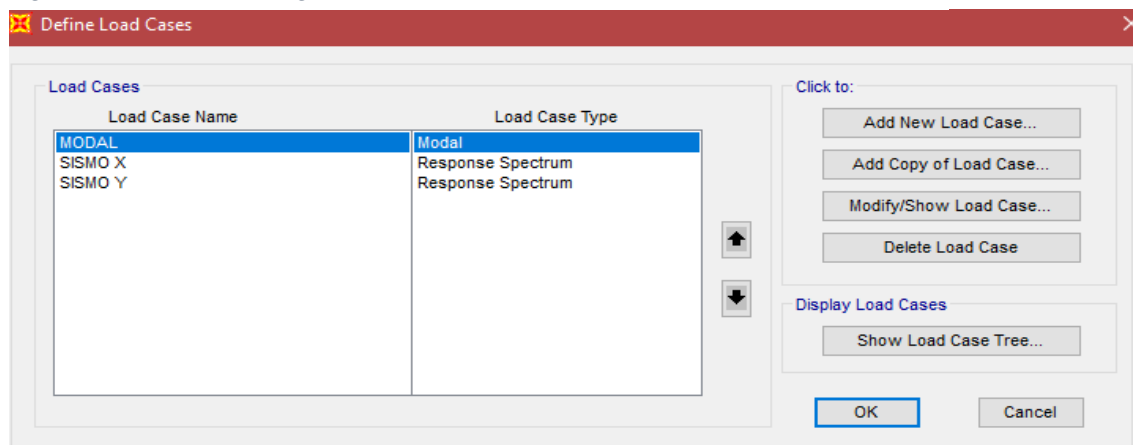 Define Load Cases
Load Cases
Load Case Name Load Case Type
MODAL Modal
SISMO X Response Spectrum
SISMO Y Response Spectrum
Click to:
Add New Load Case...
Add Copy of Load Case...
Modify/Show Load Case...
Delete Load Case
Display Load Cases
Show Load Case Tree...
OK Cancel